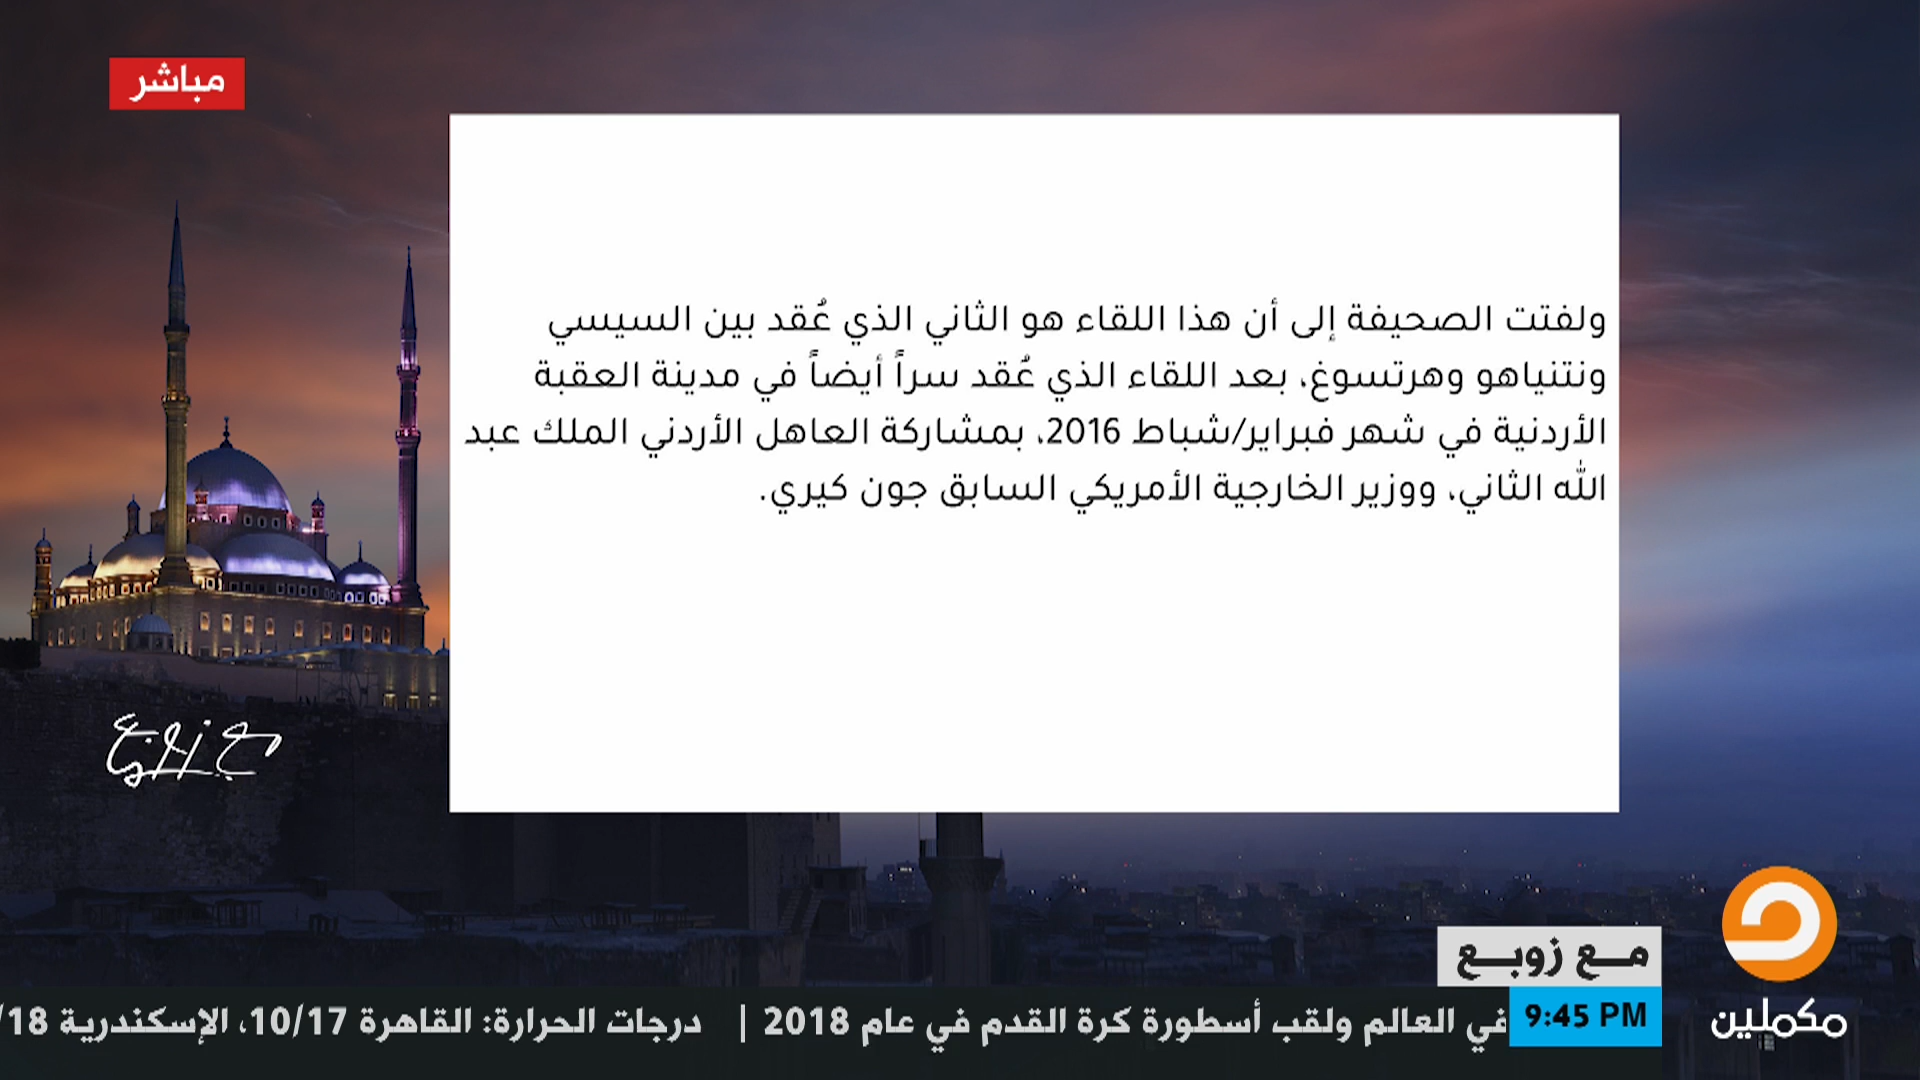 مباشر
ولفتت الصحيفة إلى أن هذا اللقاء هو الثاني الذي عُقد بين السيسي
ونتنياهو وهرتسوغ، بعد اللقاء الذي عُقد سراً أيضاً في مدينة العقبة
الأردنية في شهر فبراير/شباط 2016، بمشاركة العاهل الأردني الملك عبد
الله الثاني، ووزير الخارجية الأمريكي السابق جون كيري.
مع زوبع
مع زوبع
9:45 PM
في العالم ولقب أسطورة كرة القدم في عام 2018 | درجات الحرارة: القاهرة 10/17، الإسكندرية 18/
مكملين